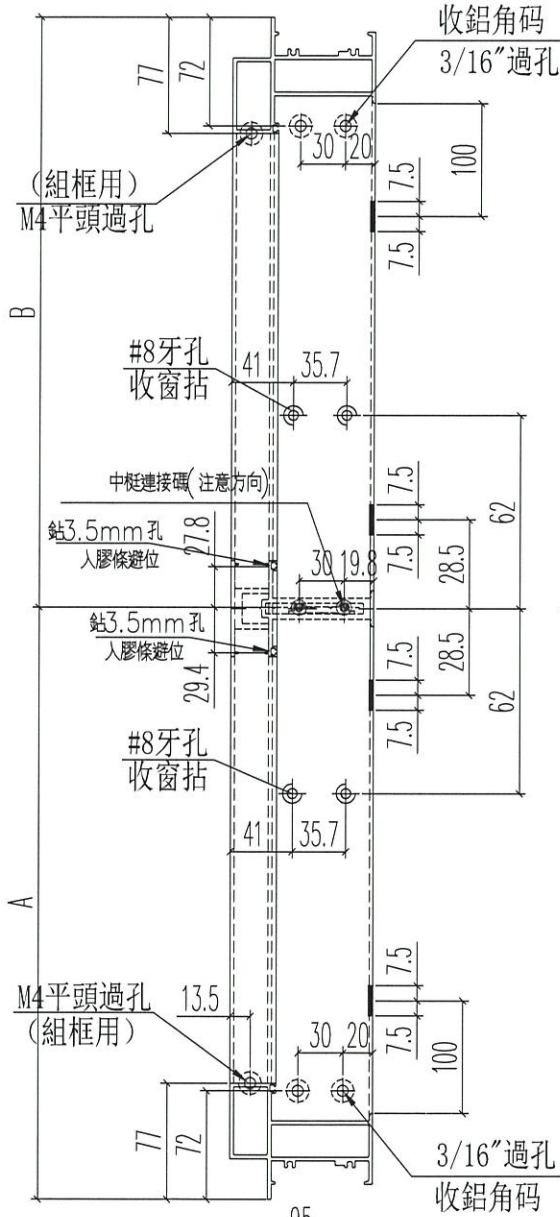 收鋁角码
3/16"過孔
77
72
30
20
100
7.5
7.5
(組框用)
M4平頭過孔
B
#8牙孔
收窗拈
41
35.7
中梃連接碼(注意方向)
7.5
62
鉆3.5mm孔
入膠條避位
27.8
30
19.8
7.5
28.5
鉆3.5mm孔
入膠條避位
29.4
7.5
28.5
62
7.5
#8牙孔
收窗拈
41
35.7
A
M4平頭過孔
(組框用)
13.5
30
20
7.5
7.5
100
77
72
3/16"過孔
收鋁角码